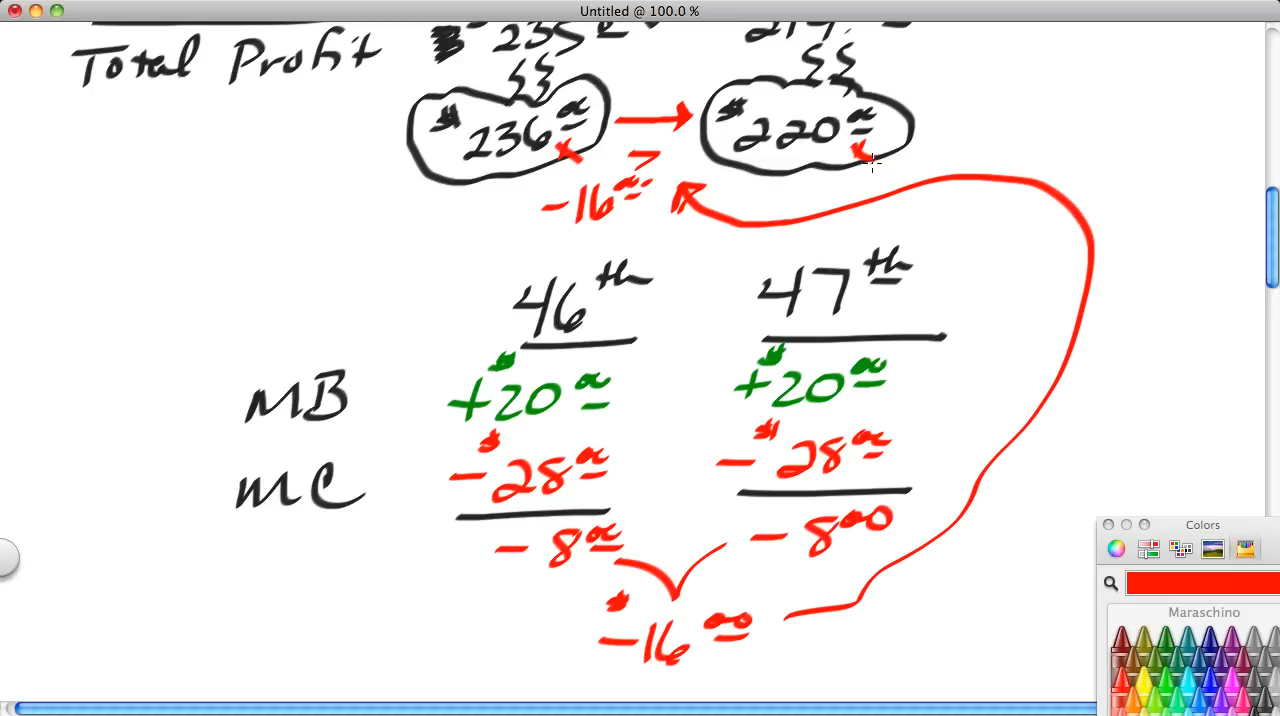 Untitled @ 100.0 %
Total Profit
$236 00 $220 00
-16 00
46th 47th
MB +$20 00 +$20 00
MC -$28 00 -$28 00
-8 00 -8 00
$-16 00
Colors
Maraschino